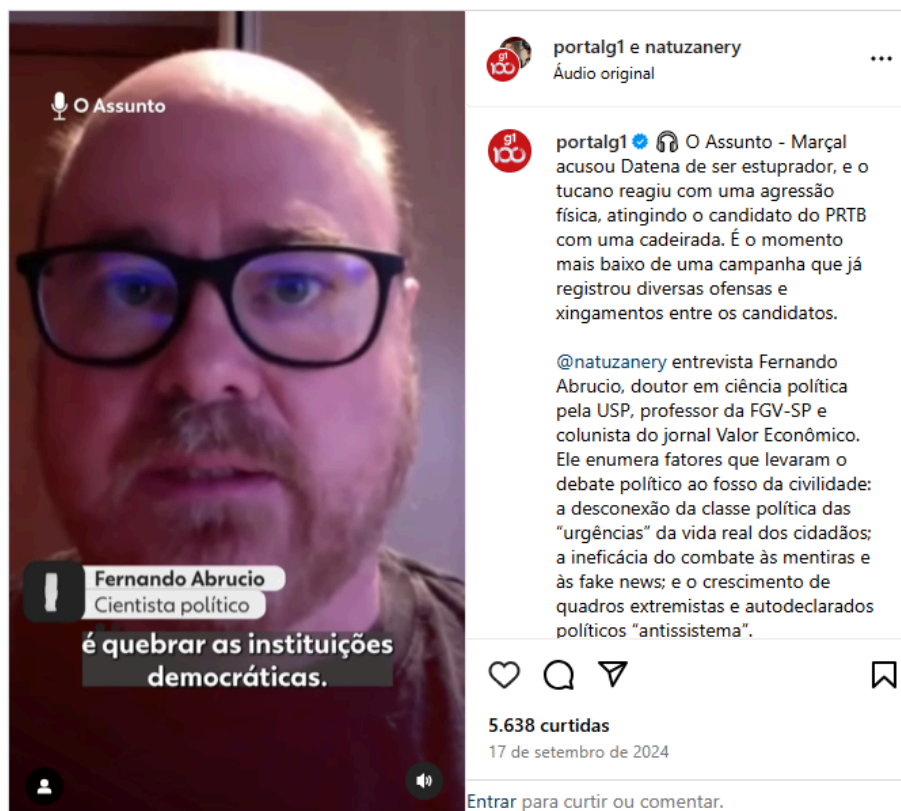 O Assunto
Fernando Abrucio
Cientista político
é quebrar as instituições
democráticas.
g1
100
portalg1 e natuzanery
Áudio original
g1
100
portalg1 O Assunto - Marçal
acusou Datena de ser estuprador, e o
tucano reagiu com uma agressão
física, atingindo o candidato do PRTB
com uma cadeirada. É o momento
mais baixo de uma campanha que já
registrou diversas ofensas e
xingamentos entre os candidatos.
@natuzanery entrevista Fernando
Abrucio, doutor em ciência política
pela USP, professor da FGV-SP e
colunista do jornal Valor Econômico.
Ele enumera fatores que levaram o
debate político ao fosso da civilidade:
a desconexão da classe política das
“urgências” da vida real dos cidadãos;
a ineficácia do combate às mentiras e
às fake news; e o crescimento de
quadros extremistas e autodeclarados
políticos “antissistema”.
5.638 curtidas
17 de setembro de 2024
Entrar para curtir ou comentar.